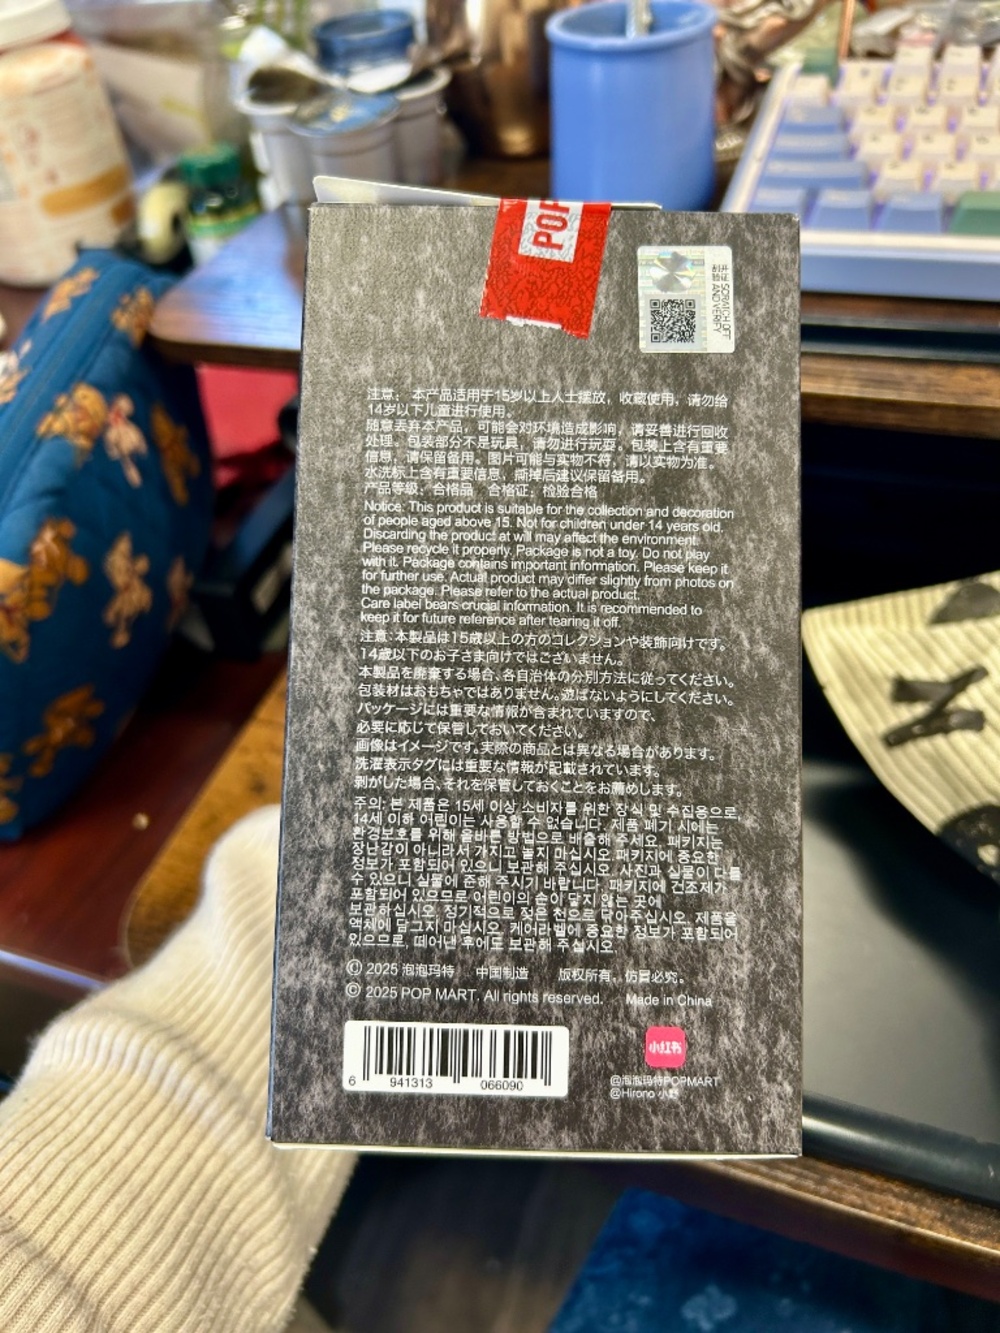 POP
刮开涂层 SCRATCH OFF
AND VERIFY
注意： 本产品适用于15岁以上人士摆放，收藏使用，请勿给
14岁以下儿童进行使用。
随意丢弃本产品，可能会对环境造成影响，请妥善进行回收
处理。包装部分不是玩具，请勿进行玩耍。包装上含有重要
信息，请保留备用。图片可能与实物不符，请以实物为准。
水洗标上含有重要信息，撕掉后建议保留备用。
产品等级：合格品 合格证：检验合格
Notice: This product is suitable for the collection and decoration
of people aged above 15. Not for children under 14 years old.
Discarding the product at will may affect the environment.
Please recycle it properly. Package is not a toy. Do not play
with it. Package contains important information. Please keep it
for further use. Actual product may differ slightly from photos on
the package. Please refer to the actual product.
Care label bears crucial information. It is recommended to
keep it for future reference after tearing it off.
注意：本製品は15歳以上の方のコレクションや装飾向けです。
14歳以下のお子さま向けではございません。
本製品を廃棄する場合、各自治体の分別方法に従ってください。
包装材はおもちゃではありません。遊ばないようにしてください。
パッケージには重要な情報が含まれていますので、
必要に応じて保管しておいてください。
画像はイメージです。実際の商品とは異なる場合があります。
洗濯表示タグには重要な情報が記載されています。
剥がした場合、それを保管しておくことをお薦めします。
주의: 본 제품은 15세 이상 소비자를 위한 장식 및 수집용으로,
14세 이하 어린이는 사용할 수 없습니다. 제품 폐기 시에는
환경보호를 위해 올바른 방법으로 배출해 주세요. 패키지는
장난감이 아니라서 가지고 놀지 마십시오.패키지에 중요한
정보가 포함되어 있으니 보관해 주십시오. 사진과 실물이 다를
수 있으니 실물에 준해 주시기 바랍니다. 패키지에 건조제가
포함되어 있으므로 어린이의 손이 닿지 않는 곳에
보관하십시오. 정기적으로 젖은 천으로 닦아주십시오. 제품을
액체에 담그지 마십시오. 케어라벨에 중요한 정보가 포함되어
있으므로, 떼어낸 후에도 보관해 주십시오.
© 2025 泡泡玛特 中国制造 版权所有，仿冒必究。
© 2025 POP MART. All rights reserved. Made in China
6 941313 066090
小红书
@泡泡玛特POPMART
@Hirono 小野